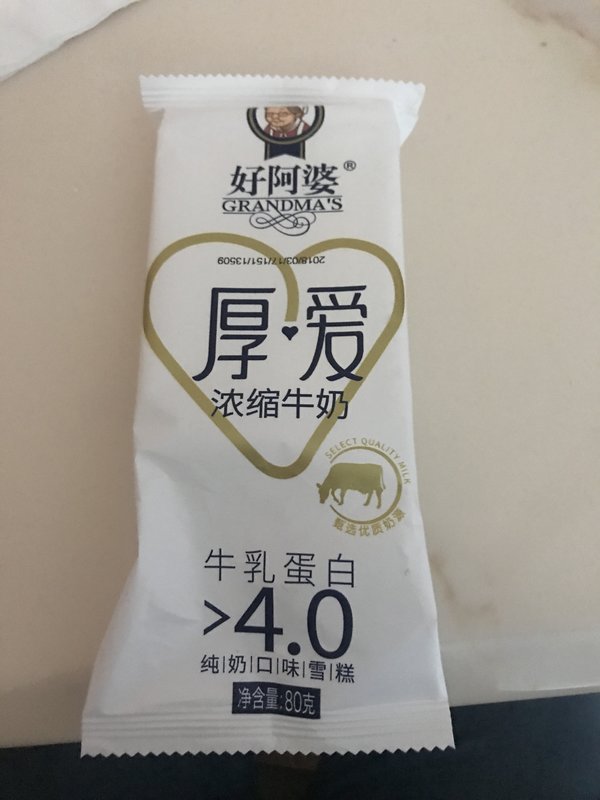 好阿婆®
GRANDMA'S
2018/03/17/151/13509
厚·爱
浓缩牛奶
SELECT QUALITY MILK
甄选优质奶源
牛乳蛋白
>4.0
纯|奶|口|味|雪|糕
净含量:80克